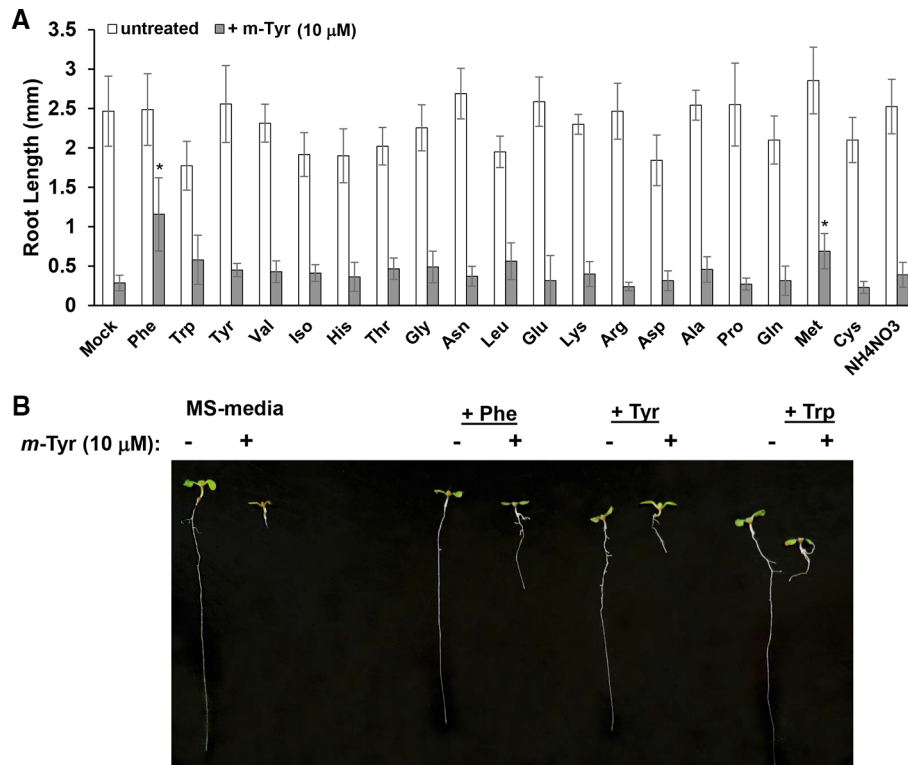 A
untreated + m-Tyr (10 μM)
Root Length (mm)
3.5
3
2.5
2
1.5
1
0.5
0
* *
Mock Phe Trp Tyr Val Iso His Thr Gly Asn Leu Glu Lys Arg Asp Ala Pro Gln Met Cys NH4NO3
B
MS-media + Phe + Tyr + Trp
m-Tyr (10 μM): - + - + - + - +